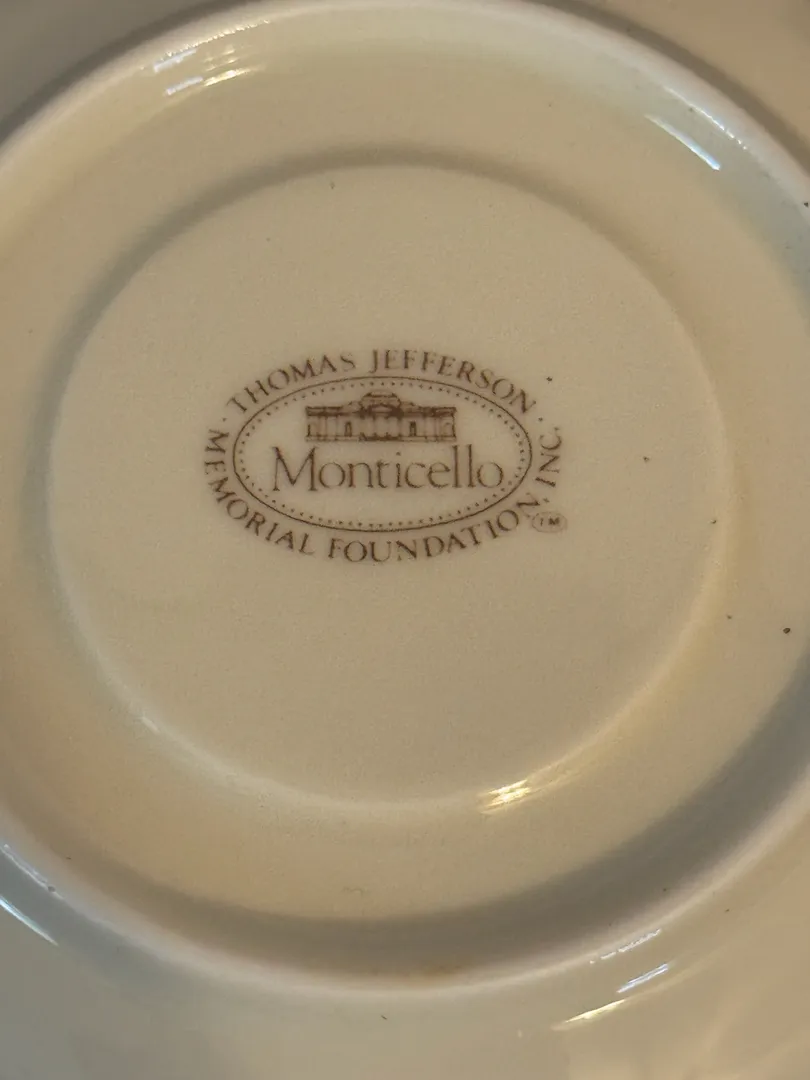 · THOMAS JEFFERSON ·
MEMORIAL FOUNDATION, INC.
Monticello
TM